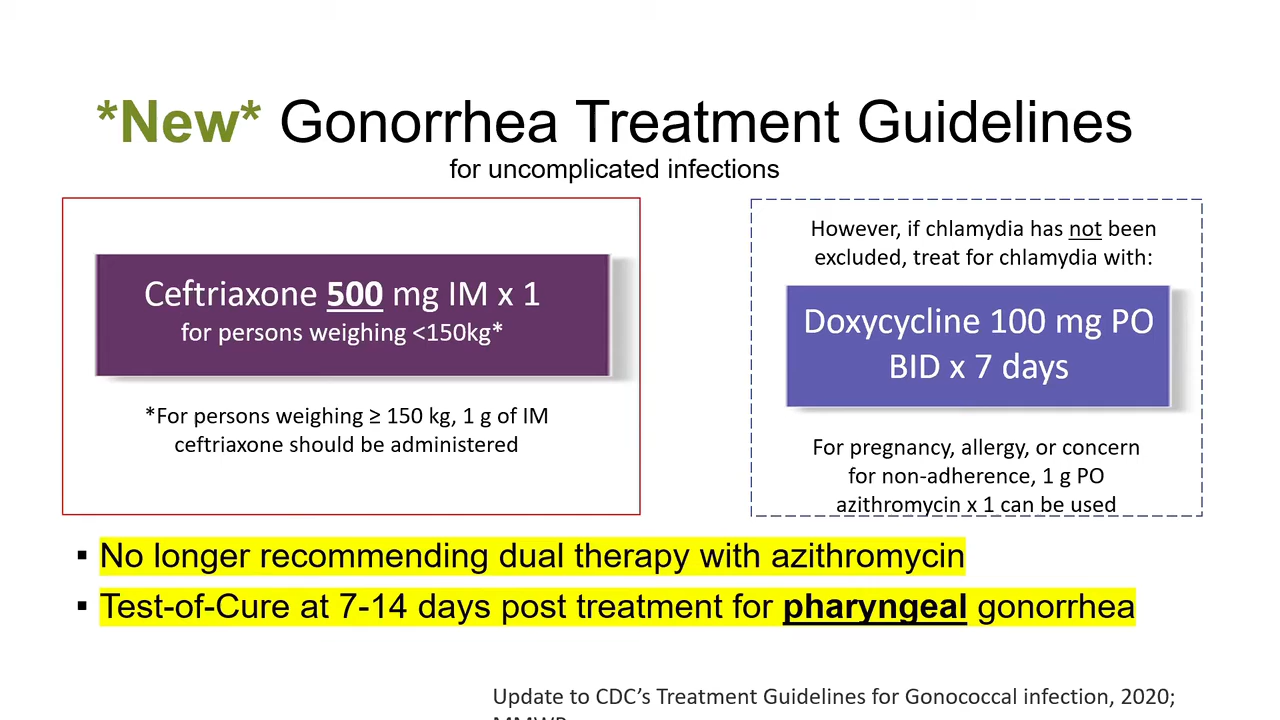 *New* Gonorrhea Treatment Guidelines
for uncomplicated infections
Ceftriaxone 500 mg IM x 1
for persons weighing <150kg*
*For persons weighing ≥ 150 kg, 1 g of IM
ceftriaxone should be administered
However, if chlamydia has not been
excluded, treat for chlamydia with:
Doxycycline 100 mg PO
BID x 7 days
For pregnancy, allergy, or concern
for non-adherence, 1 g PO
azithromycin x 1 can be used
▪ No longer recommending dual therapy with azithromycin
▪ Test-of-Cure at 7-14 days post treatment for pharyngeal gonorrhea
Update to CDC’s Treatment Guidelines for Gonococcal infection, 2020;
MMWR